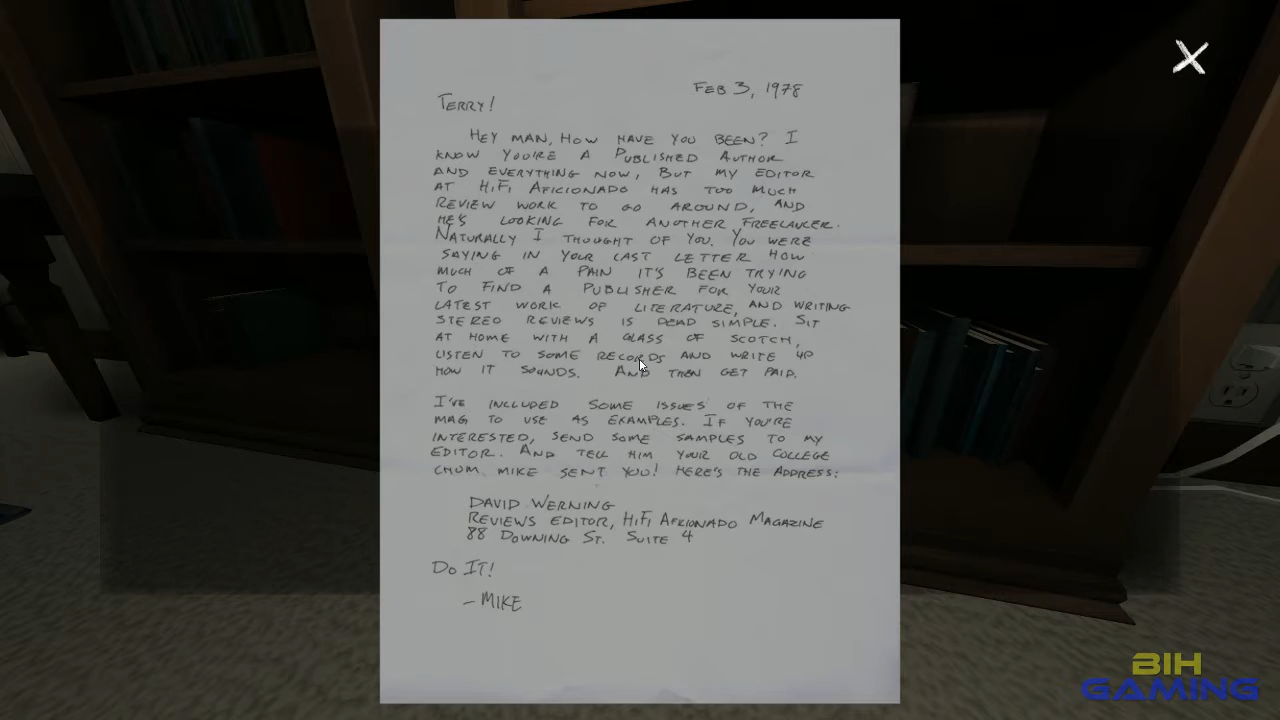 FEB 3, 1978
TERRY!
HEY MAN, HOW HAVE YOU BEEN? I
KNOW YOU'RE A PUBLISHED AUTHOR
AND EVERYTHING NOW, BUT MY EDITOR
AT HIFI AFICIONADO HAS TOO MUCH
REVIEW WORK TO GO AROUND, AND
HE'S LOOKING FOR ANOTHER FREELANCER.
NATURALLY I THOUGHT OF YOU. YOU WERE
SAYING IN YOUR LAST LETTER HOW
MUCH OF A PAIN IT'S BEEN TRYING
TO FIND A PUBLISHER FOR YOUR
LATEST WORK OF LITERATURE, AND WRITING
STEREO REVIEWS IS DEAD SIMPLE. SIT
AT HOME WITH A GLASS OF SCOTCH,
LISTEN TO SOME RECORDS AND WRITE UP
HOW IT SOUNDS. AND THEN GET PAID.
I'VE INCLUDED SOME ISSUES OF THE
MAG TO USE AS EXAMPLES. IF YOU'RE
INTERESTED, SEND SOME SAMPLES TO MY
EDITOR. AND TELL HIM YOUR OLD COLLEGE
CHUM MIKE SENT YOU! HERE'S THE ADDRESS:
DAVID WERNING
REVIEWS EDITOR, HIFI AFICIONADO MAGAZINE
88 DOWNING ST. SUITE 4
DO IT!
– MIKE
BIH
GAMING